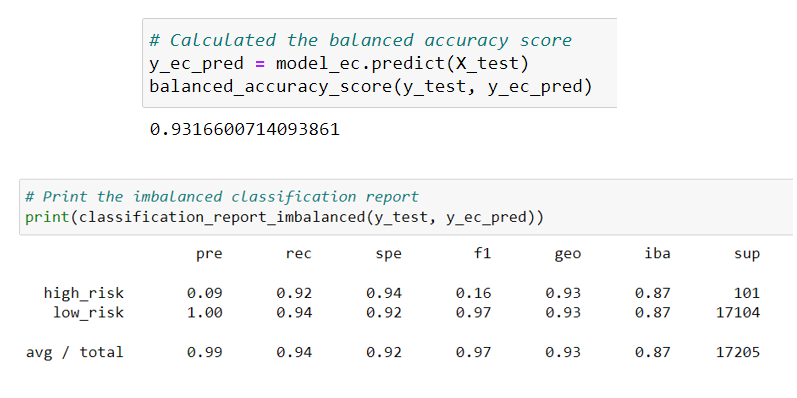 # Calculated the balanced accuracy score
y_ec_pred = model_ec.predict(X_test)
balanced_accuracy_score(y_test, y_ec_pred)
0.9316600714093861
# Print the imbalanced classification report
print(classification_report_imbalanced(y_test, y_ec_pred))
pre rec spe f1 geo iba sup
high_risk 0.09 0.92 0.94 0.16 0.93 0.87 101
low_risk 1.00 0.94 0.92 0.97 0.93 0.87 17104
avg / total 0.99 0.94 0.92 0.97 0.93 0.87 17205